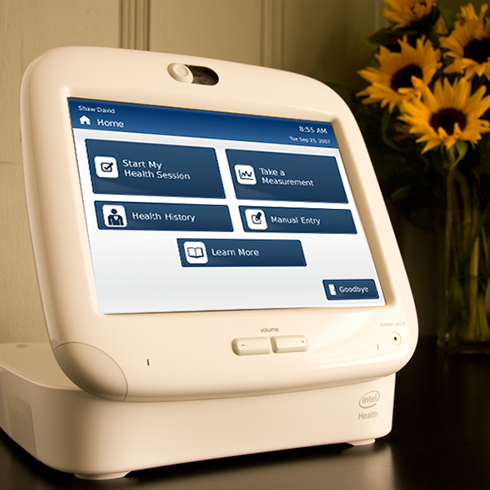 Shaw David
Home
8:55 AM
Tue Sep 25, 2007
Start My
Health Session
Take a
Measurement
Health History
Manual Entry
Learn More
Goodbye
volume
intel
Health